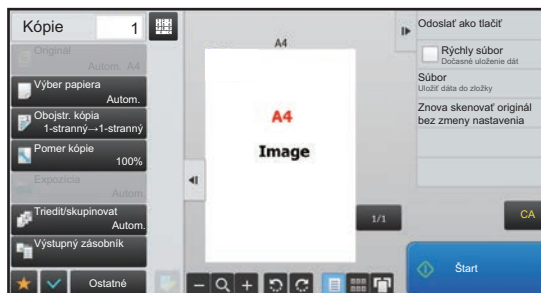 Kópie 1
Originál
Autom. A4
Výber papiera
Autom.
Obojstr. kópia
1-stranný→1-stranný
Pomer kópie
100%
Expozícia
Autom.
Triediť/skupinovat
Autom.
Výstupný zásobník
Ostatné
A4
A4
Image
1/1
Odoslať ako tlačiť
Rýchly súbor
Dočasné uloženie dát
Súbor
Uložiť dáta do zložky
Znova skenovať originál
bez zmeny nastavenia
CA
Štart